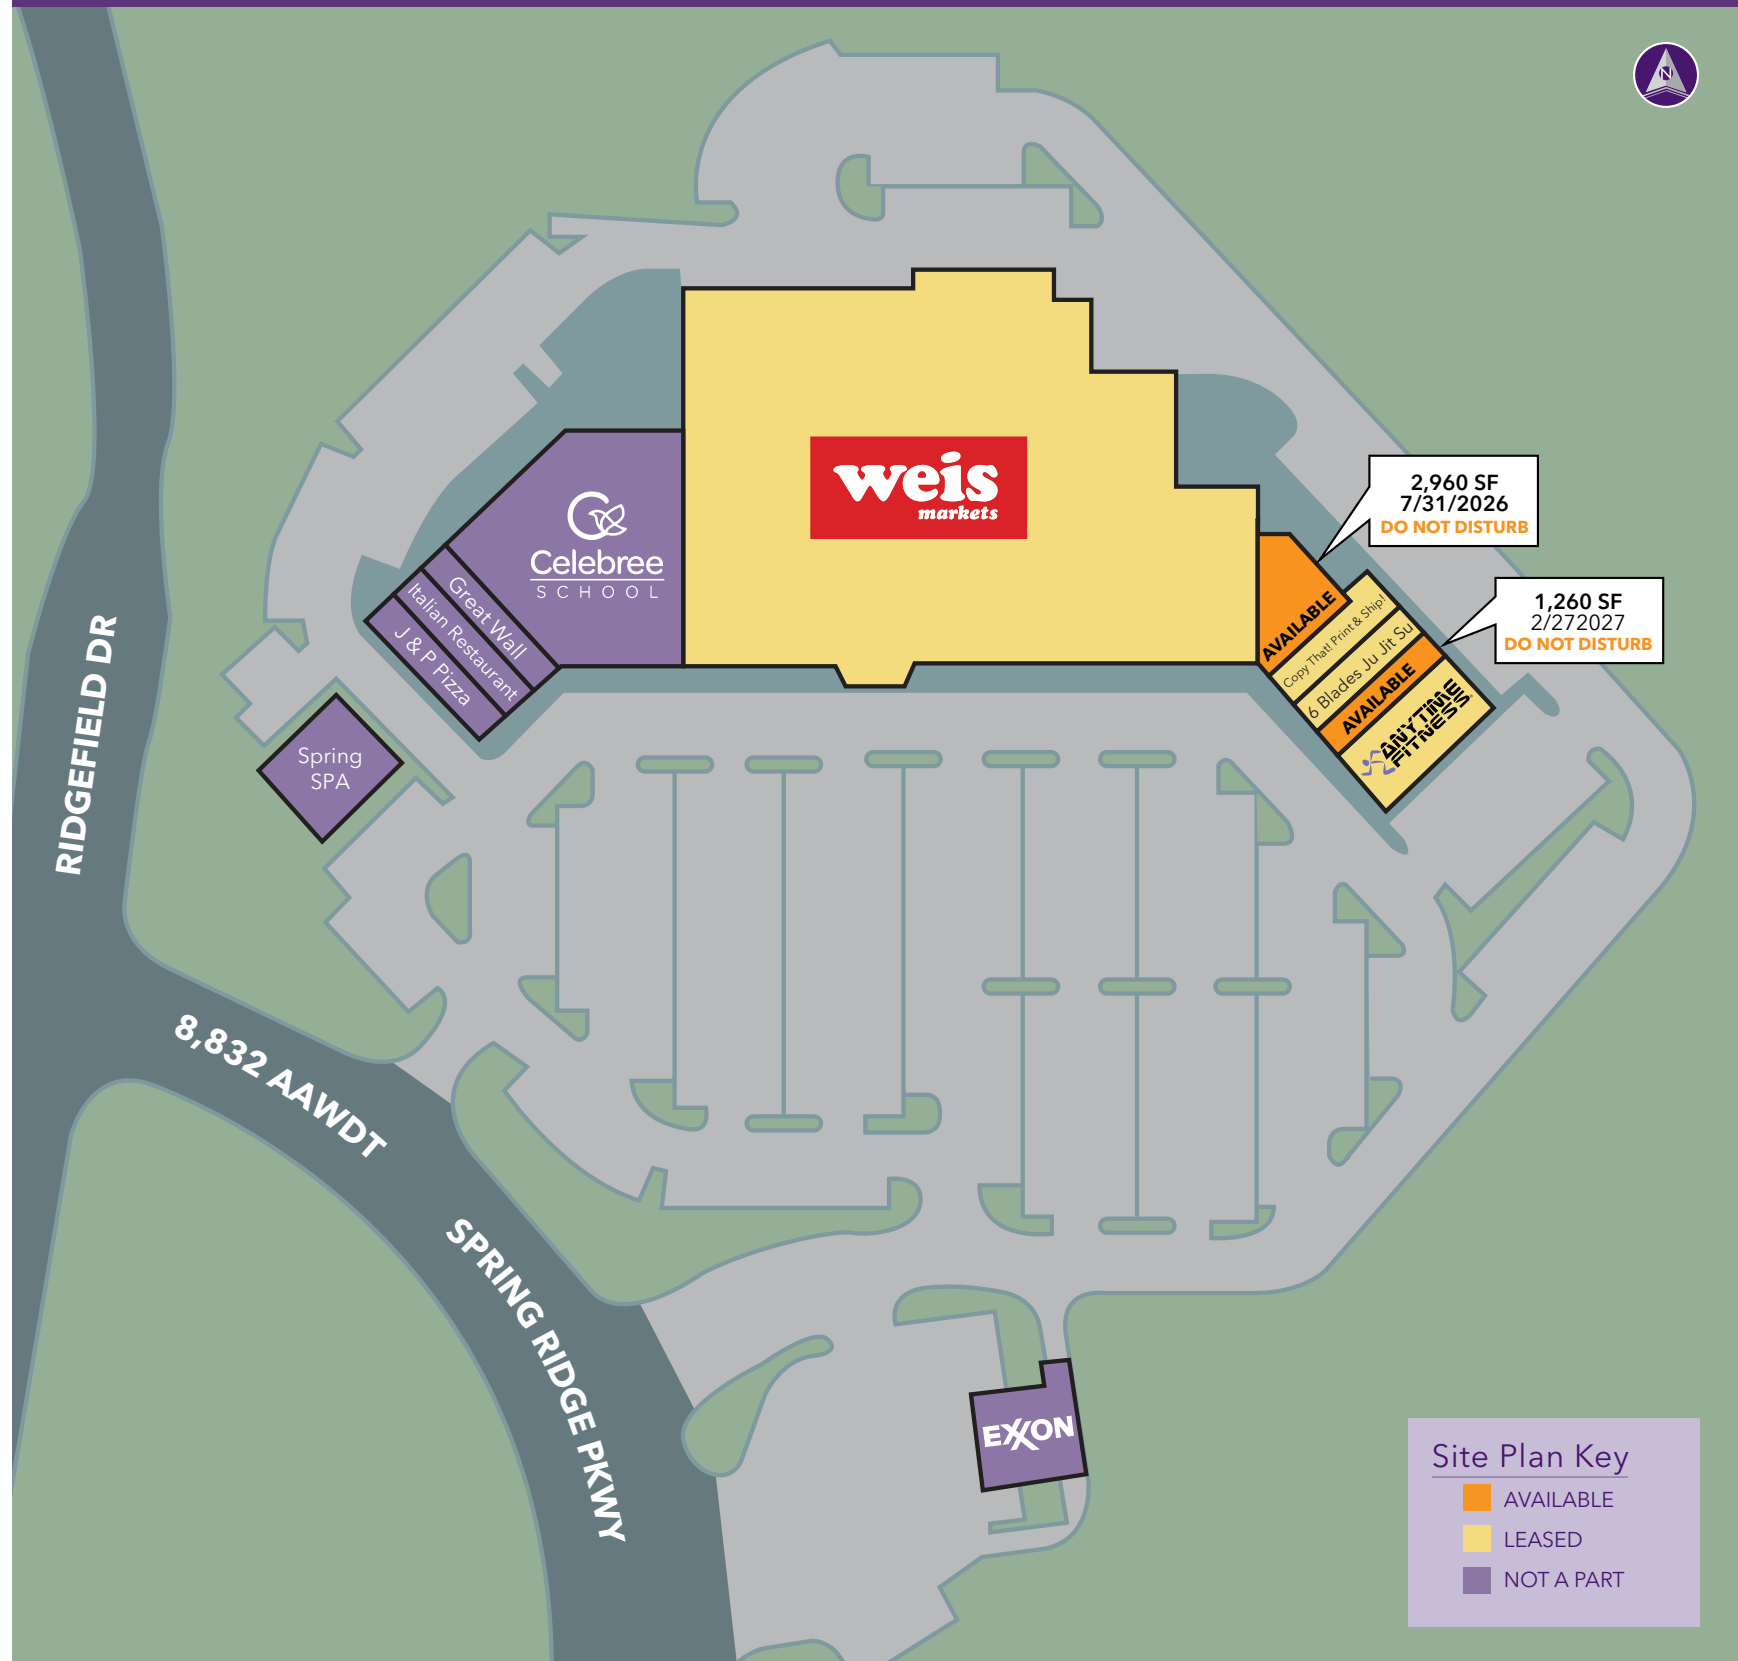 N
weis
markets
2,960 SF
7/31/2026
DO NOT DISTURB
Celebree
SCHOOL
1,260 SF
2/272027
DO NOT DISTURB
Great Wall
Italian Restaurant
J & P Pizza
AVAILABLE
Copy That! Print & Ship!
6 Blades Ju Jit Su
AVAILABLE
ANYTIME
FITNESS
Spring
SPA
RIDGEFIELD DR
8,832 AAWDT
SPRING RIDGE PKWY
EXXON
Site Plan Key
AVAILABLE
LEASED
NOT A PART